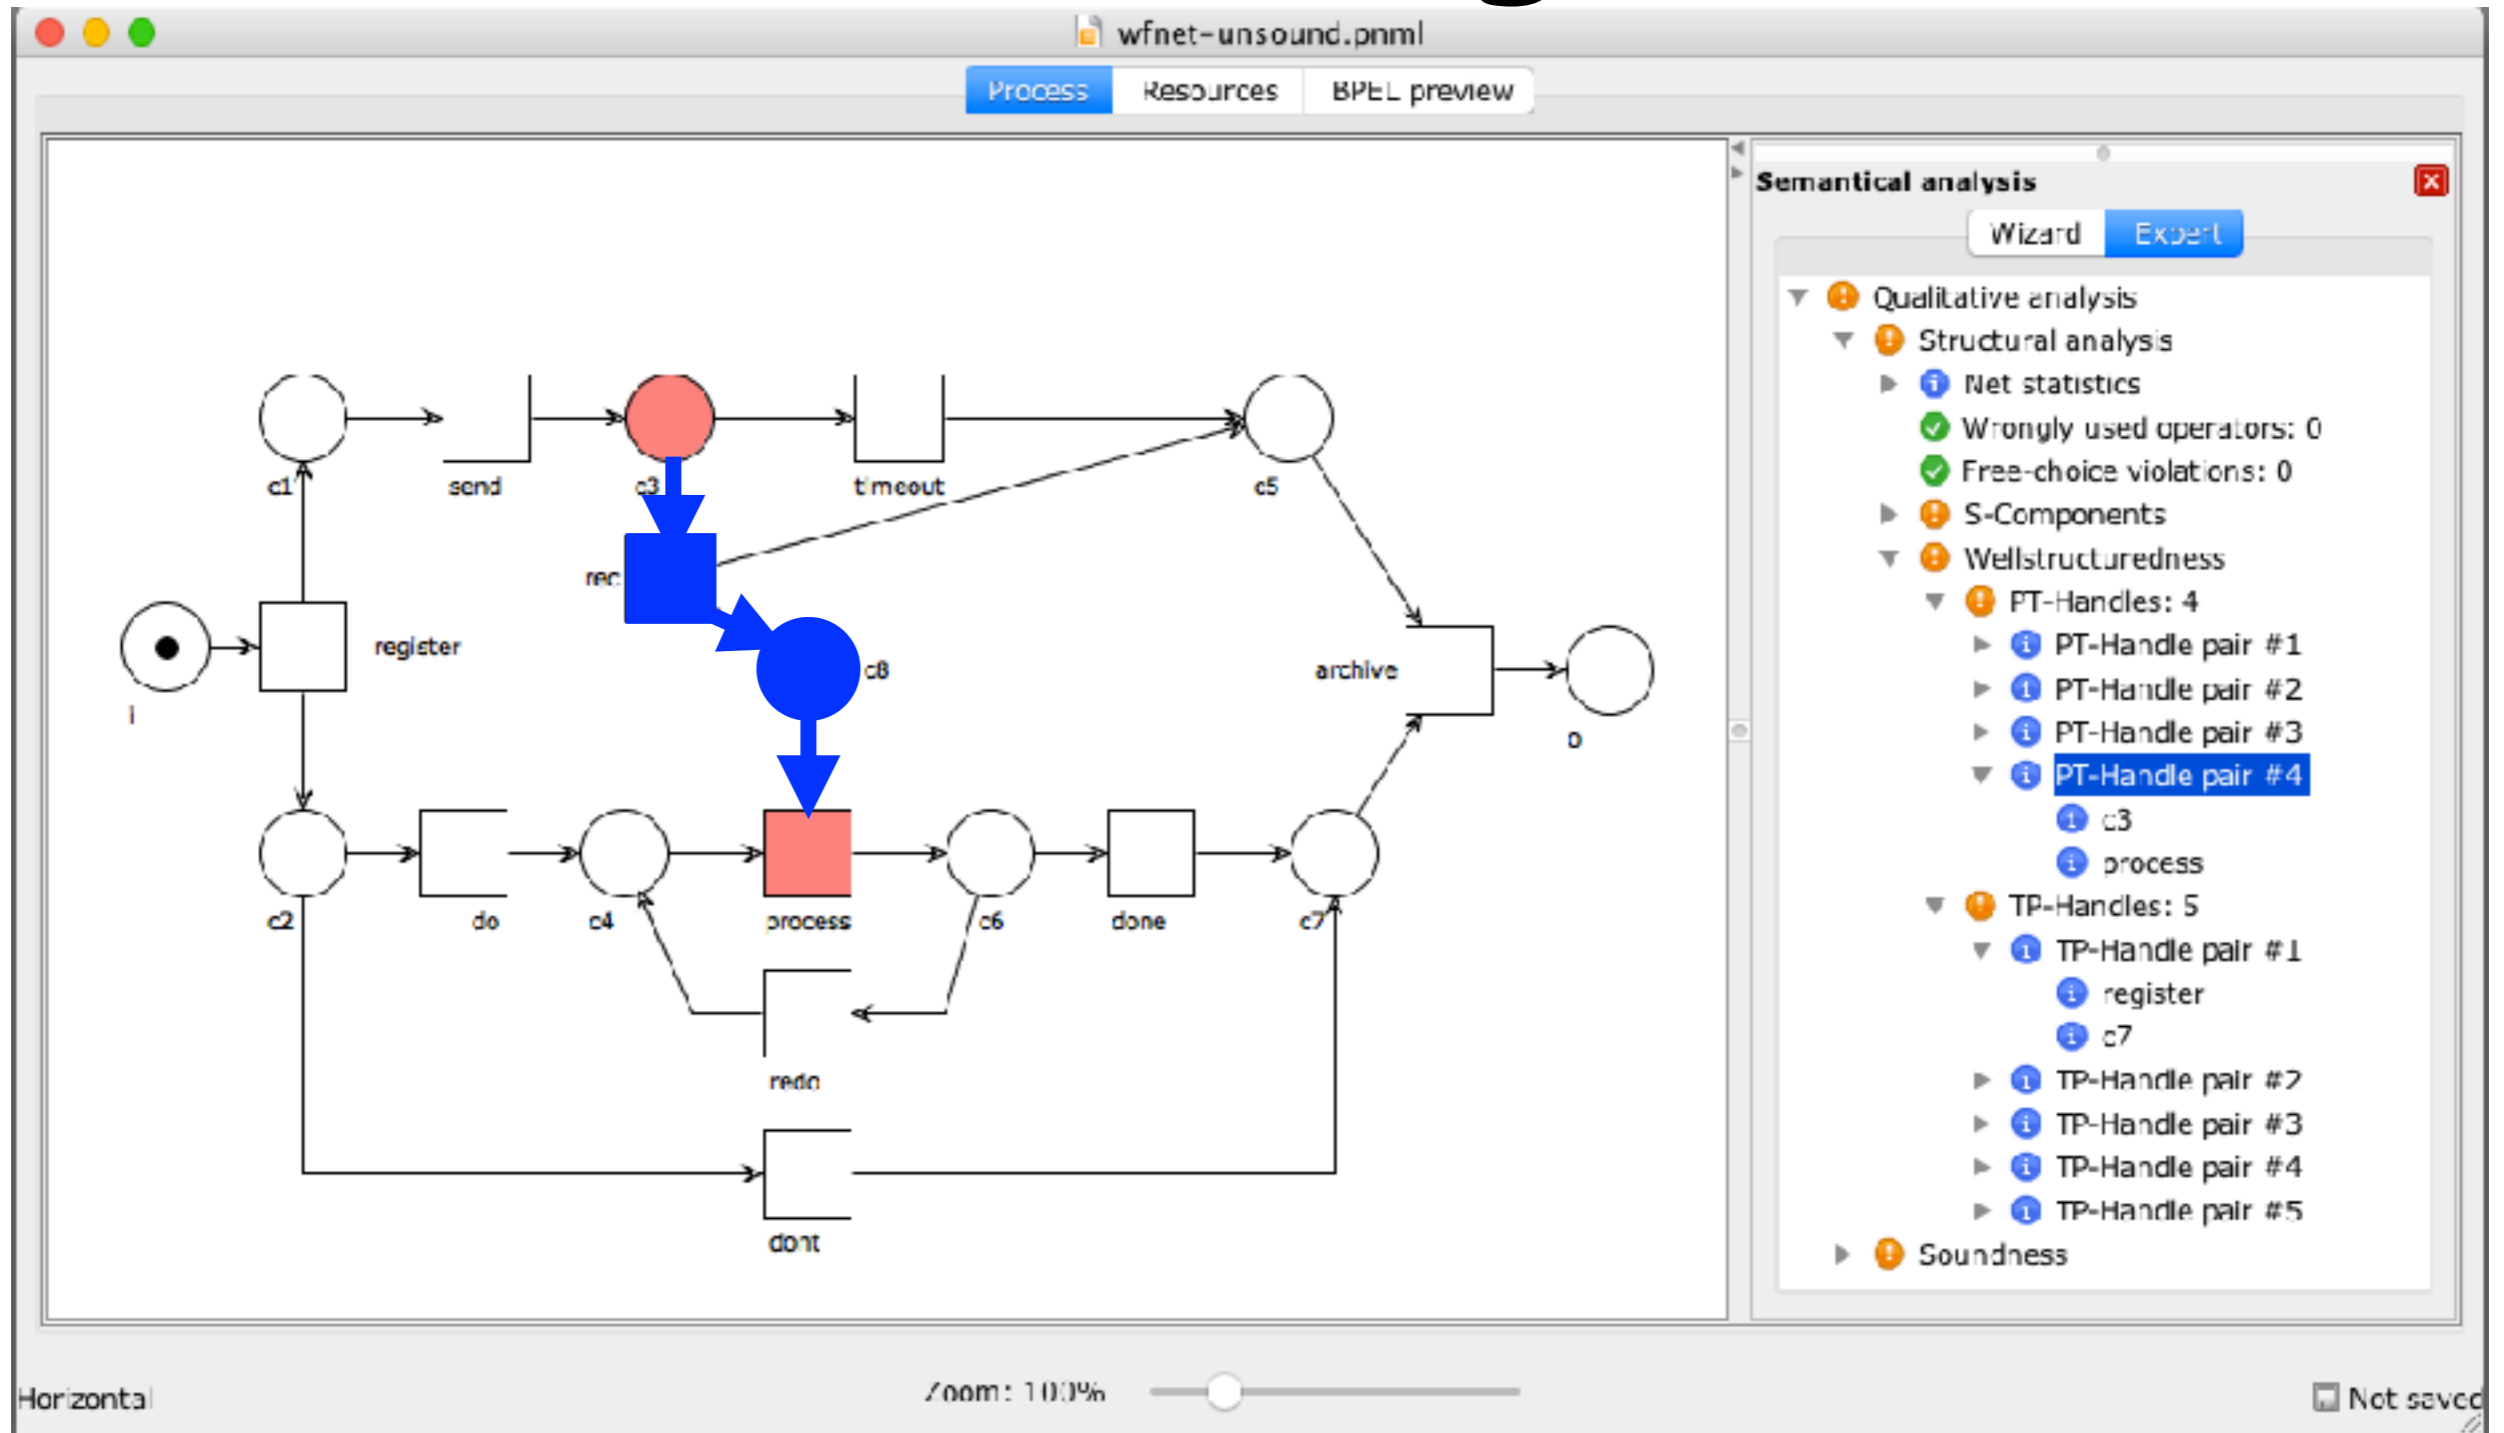 wfnet-unsound.pnml
Process Resources BPEL preview
Semantical analysis
Wizard Expert
Qualitative analysis
Structural analysis
Net statistics
Wrongly used operators: 0
Free-choice violations: 0
S-Components
Wellstructuredness
PT-Handles: 4
PT-Handle pair #1
PT-Handle pair #2
PT-Handle pair #3
PT-Handle pair #4
c3
process
TP-Handles: 5
TP-Handle pair #1
register
c7
TP-Handle pair #2
TP-Handle pair #3
TP-Handle pair #4
TP-Handle pair #5
Soundness
c1 send c3 timeout c5
rec
i register c8 archive o
c2 do c4 process c6 done c7
redo
dont
Horizontal Zoom: 100% Not saved